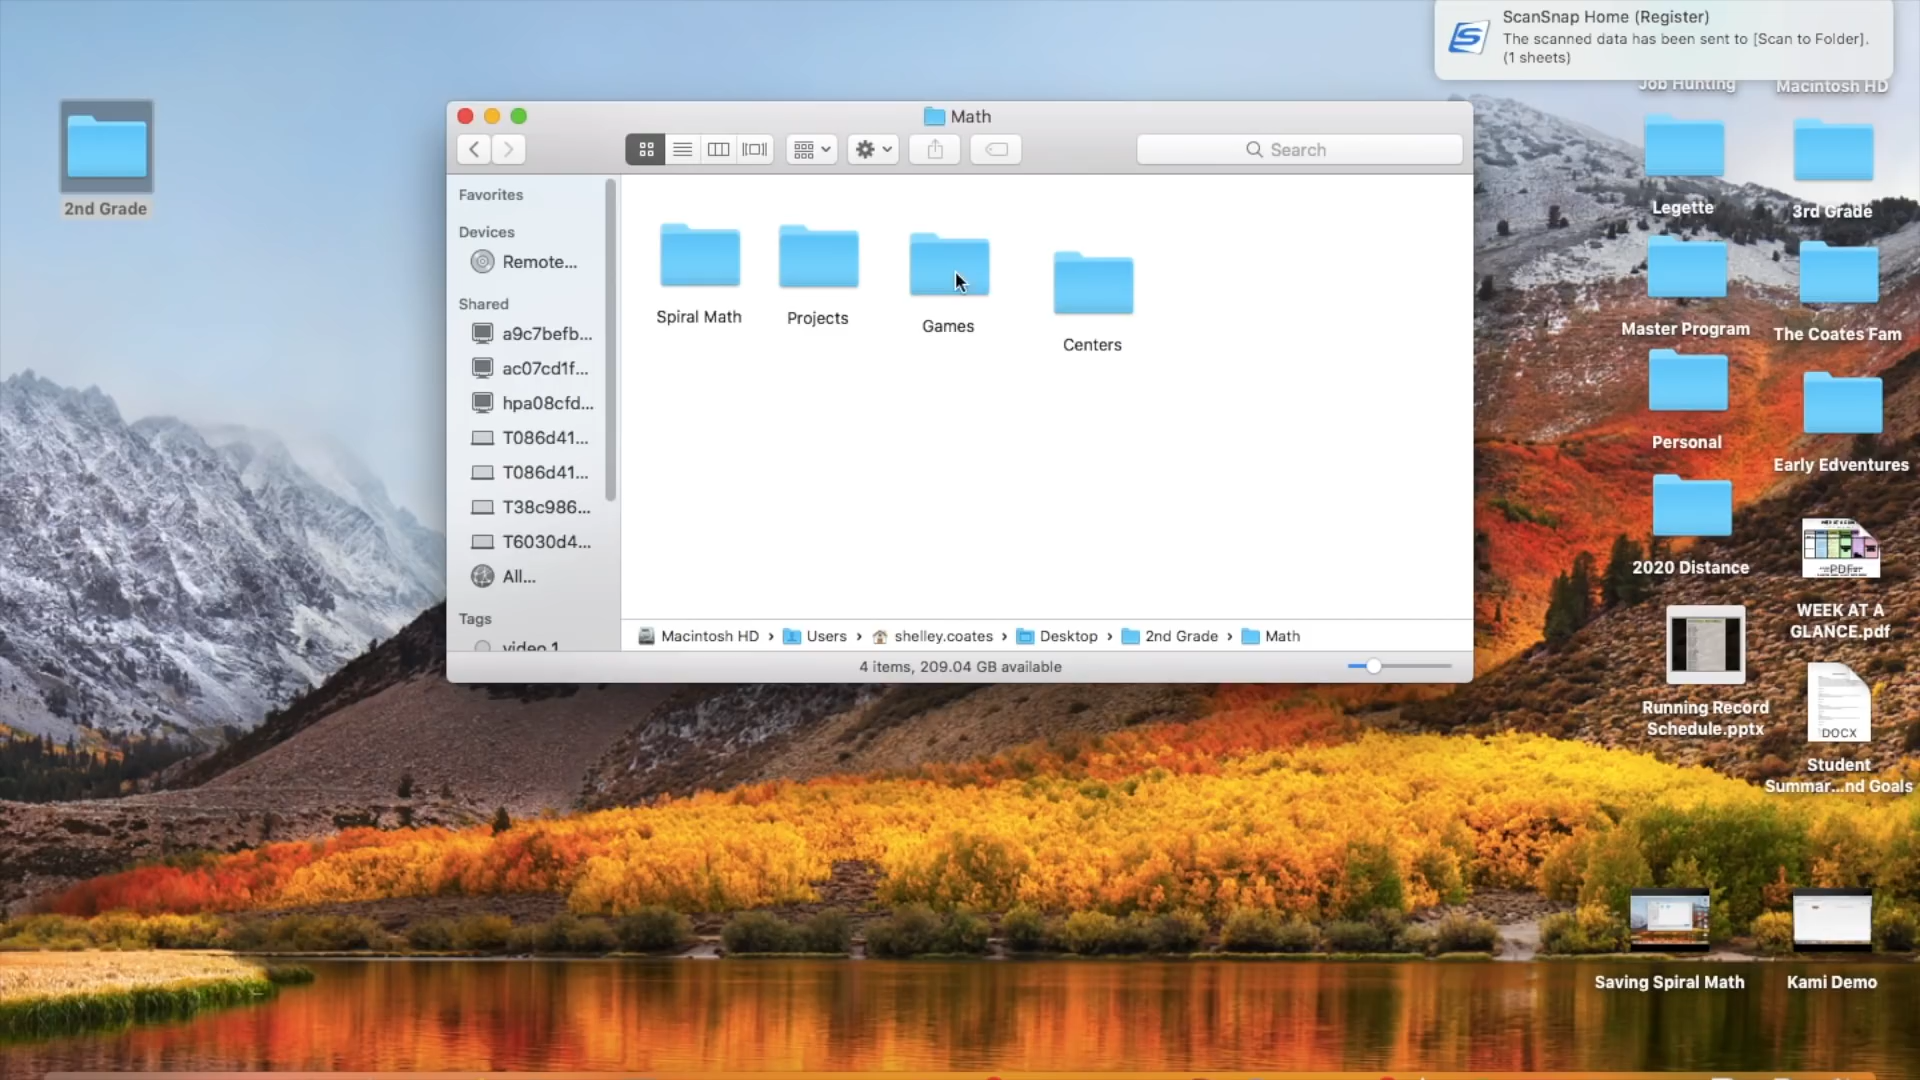 ScanSnap Home (Register)
The scanned data has been sent to [Scan to Folder].
(1 sheets)
Job Hunting
Macintosh HD
2nd Grade
Math
Search
Favorites
Devices
Remote...
Shared
a9c7befb...
ac07cd1f...
hpa08cfd...
T086d41...
T086d41...
T38c986...
T6030d4...
All...
Tags
video 1
Spiral Math
Projects
Games
Centers
Macintosh HD › Users › shelley.coates › Desktop › 2nd Grade › Math
4 items, 209.04 GB available
Legette
3rd Grade
Master Program
The Coates Fam
Personal
Early Edventures
2020 Distance
PDF
WEEK AT A
GLANCE.pdf
Running Record
Schedule.pptx
DOCX
Student
Summar...nd Goals
Saving Spiral Math
Kami Demo